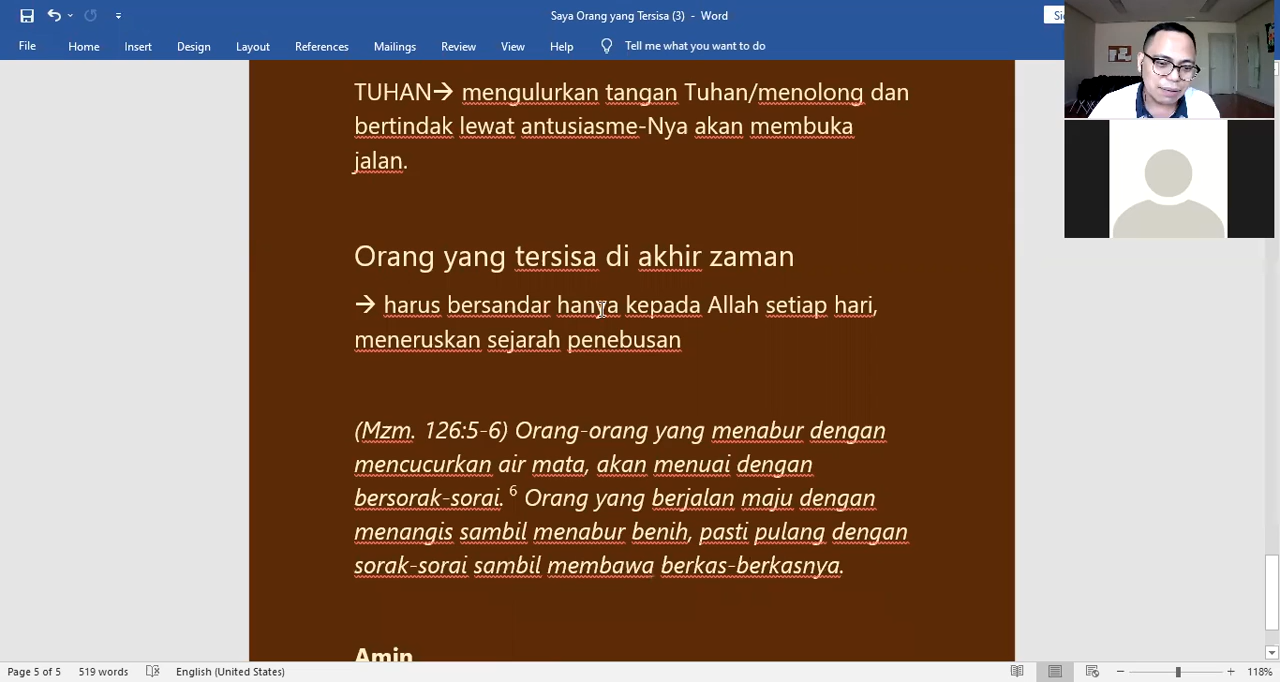 Saya Orang yang Tersisa (3) - Word
File Home Insert Design Layout References Mailings Review View Help Tell me what you want to do
TUHAN→ mengulurkan tangan Tuhan/menolong dan
bertindak lewat antusiasme-Nya akan membuka
jalan.
Orang yang tersisa di akhir zaman
→ harus bersandar hanya kepada Allah setiap hari,
meneruskan sejarah penebusan
(Mzm. 126:5-6) Orang-orang yang menabur dengan
mencucurkan air mata, akan menuai dengan
bersorak-sorai. 6 Orang yang berjalan maju dengan
menangis sambil menabur benih, pasti pulang dengan
sorak-sorai sambil membawa berkas-berkasnya.
Amin
Page 5 of 5 519 words English (United States) 118%